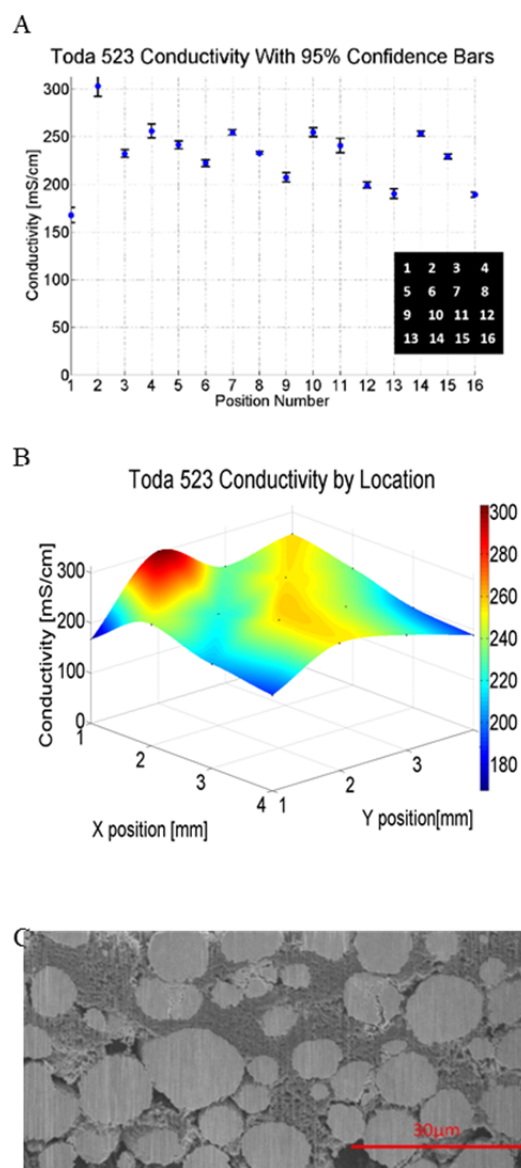 A
Toda 523 Conductivity With 95% Confidence Bars
Conductivity [mS/cm]
300
250
200
150
100
50
0
1 2 3 4
5 6 7 8
9 10 11 12
13 14 15 16
1 2 3 4 5 6 7 8 9 10 11 12 13 14 15 16
Position Number
B
Toda 523 Conductivity by Location
Conductivity [mS/cm]
300
200
100
0
1
2
3
4
X position [mm]
1
2
3
Y position[mm]
300
280
260
240
220
200
180
C
30µm